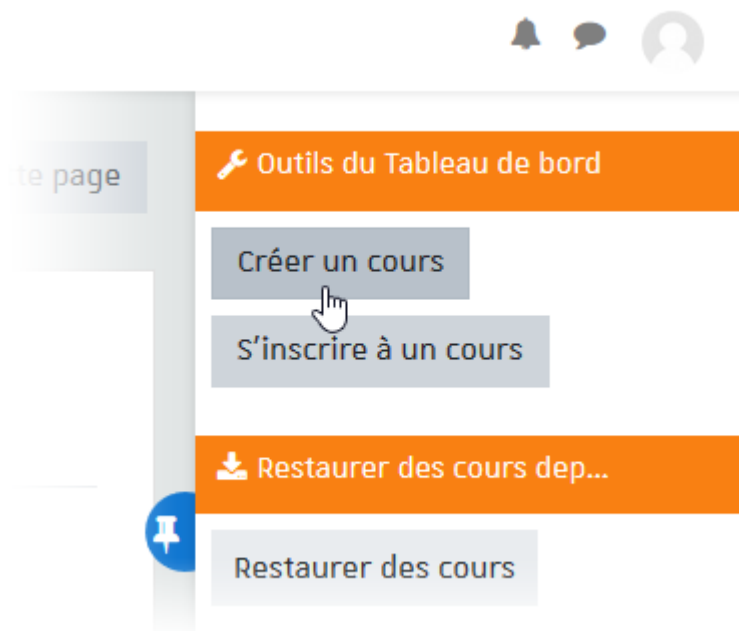 te page
Outils du Tableau de bord
Créer un cours
S'inscrire à un cours
Restaurer des cours dep...
Restaurer des cours